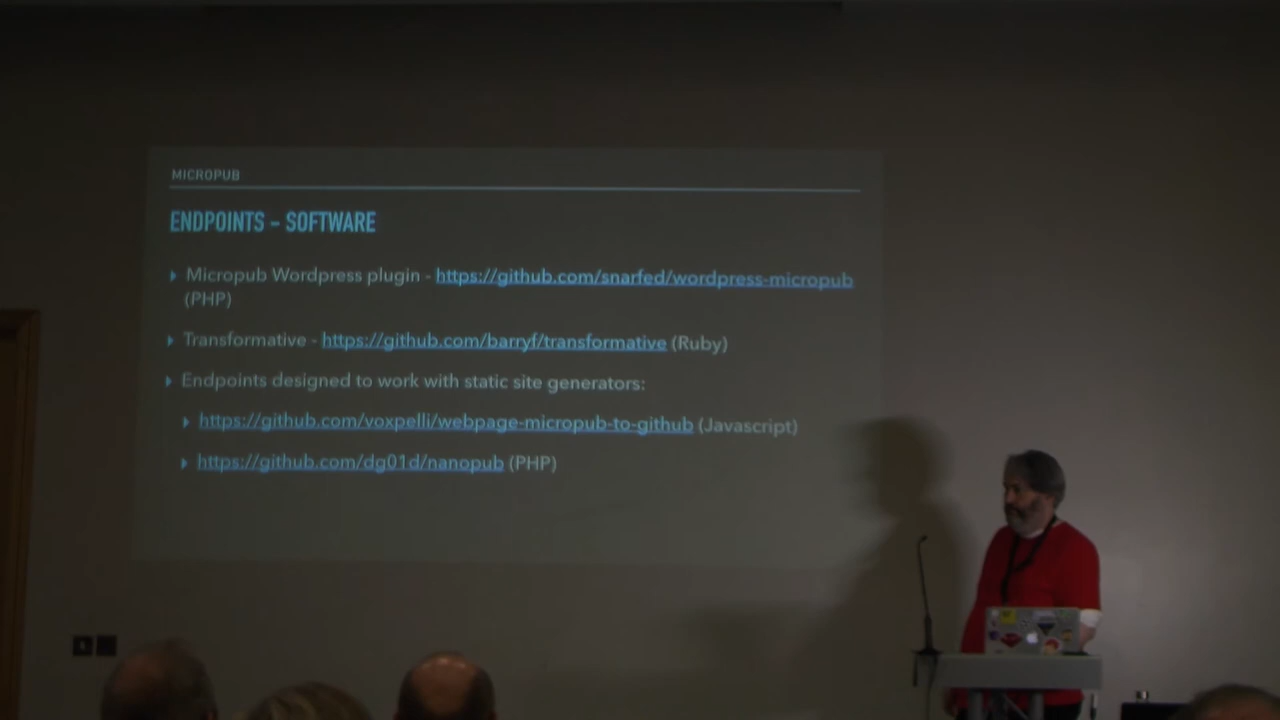 MICROPUB
ENDPOINTS – SOFTWARE
Micropub Wordpress plugin - https://github.com/snarfed/wordpress-micropub
(PHP)
Transformative - https://github.com/barryf/transformative (Ruby)
Endpoints designed to work with static site generators:
https://github.com/voxpelli/webpage-micropub-to-github (Javascript)
https://github.com/dg01d/nanopub (PHP)